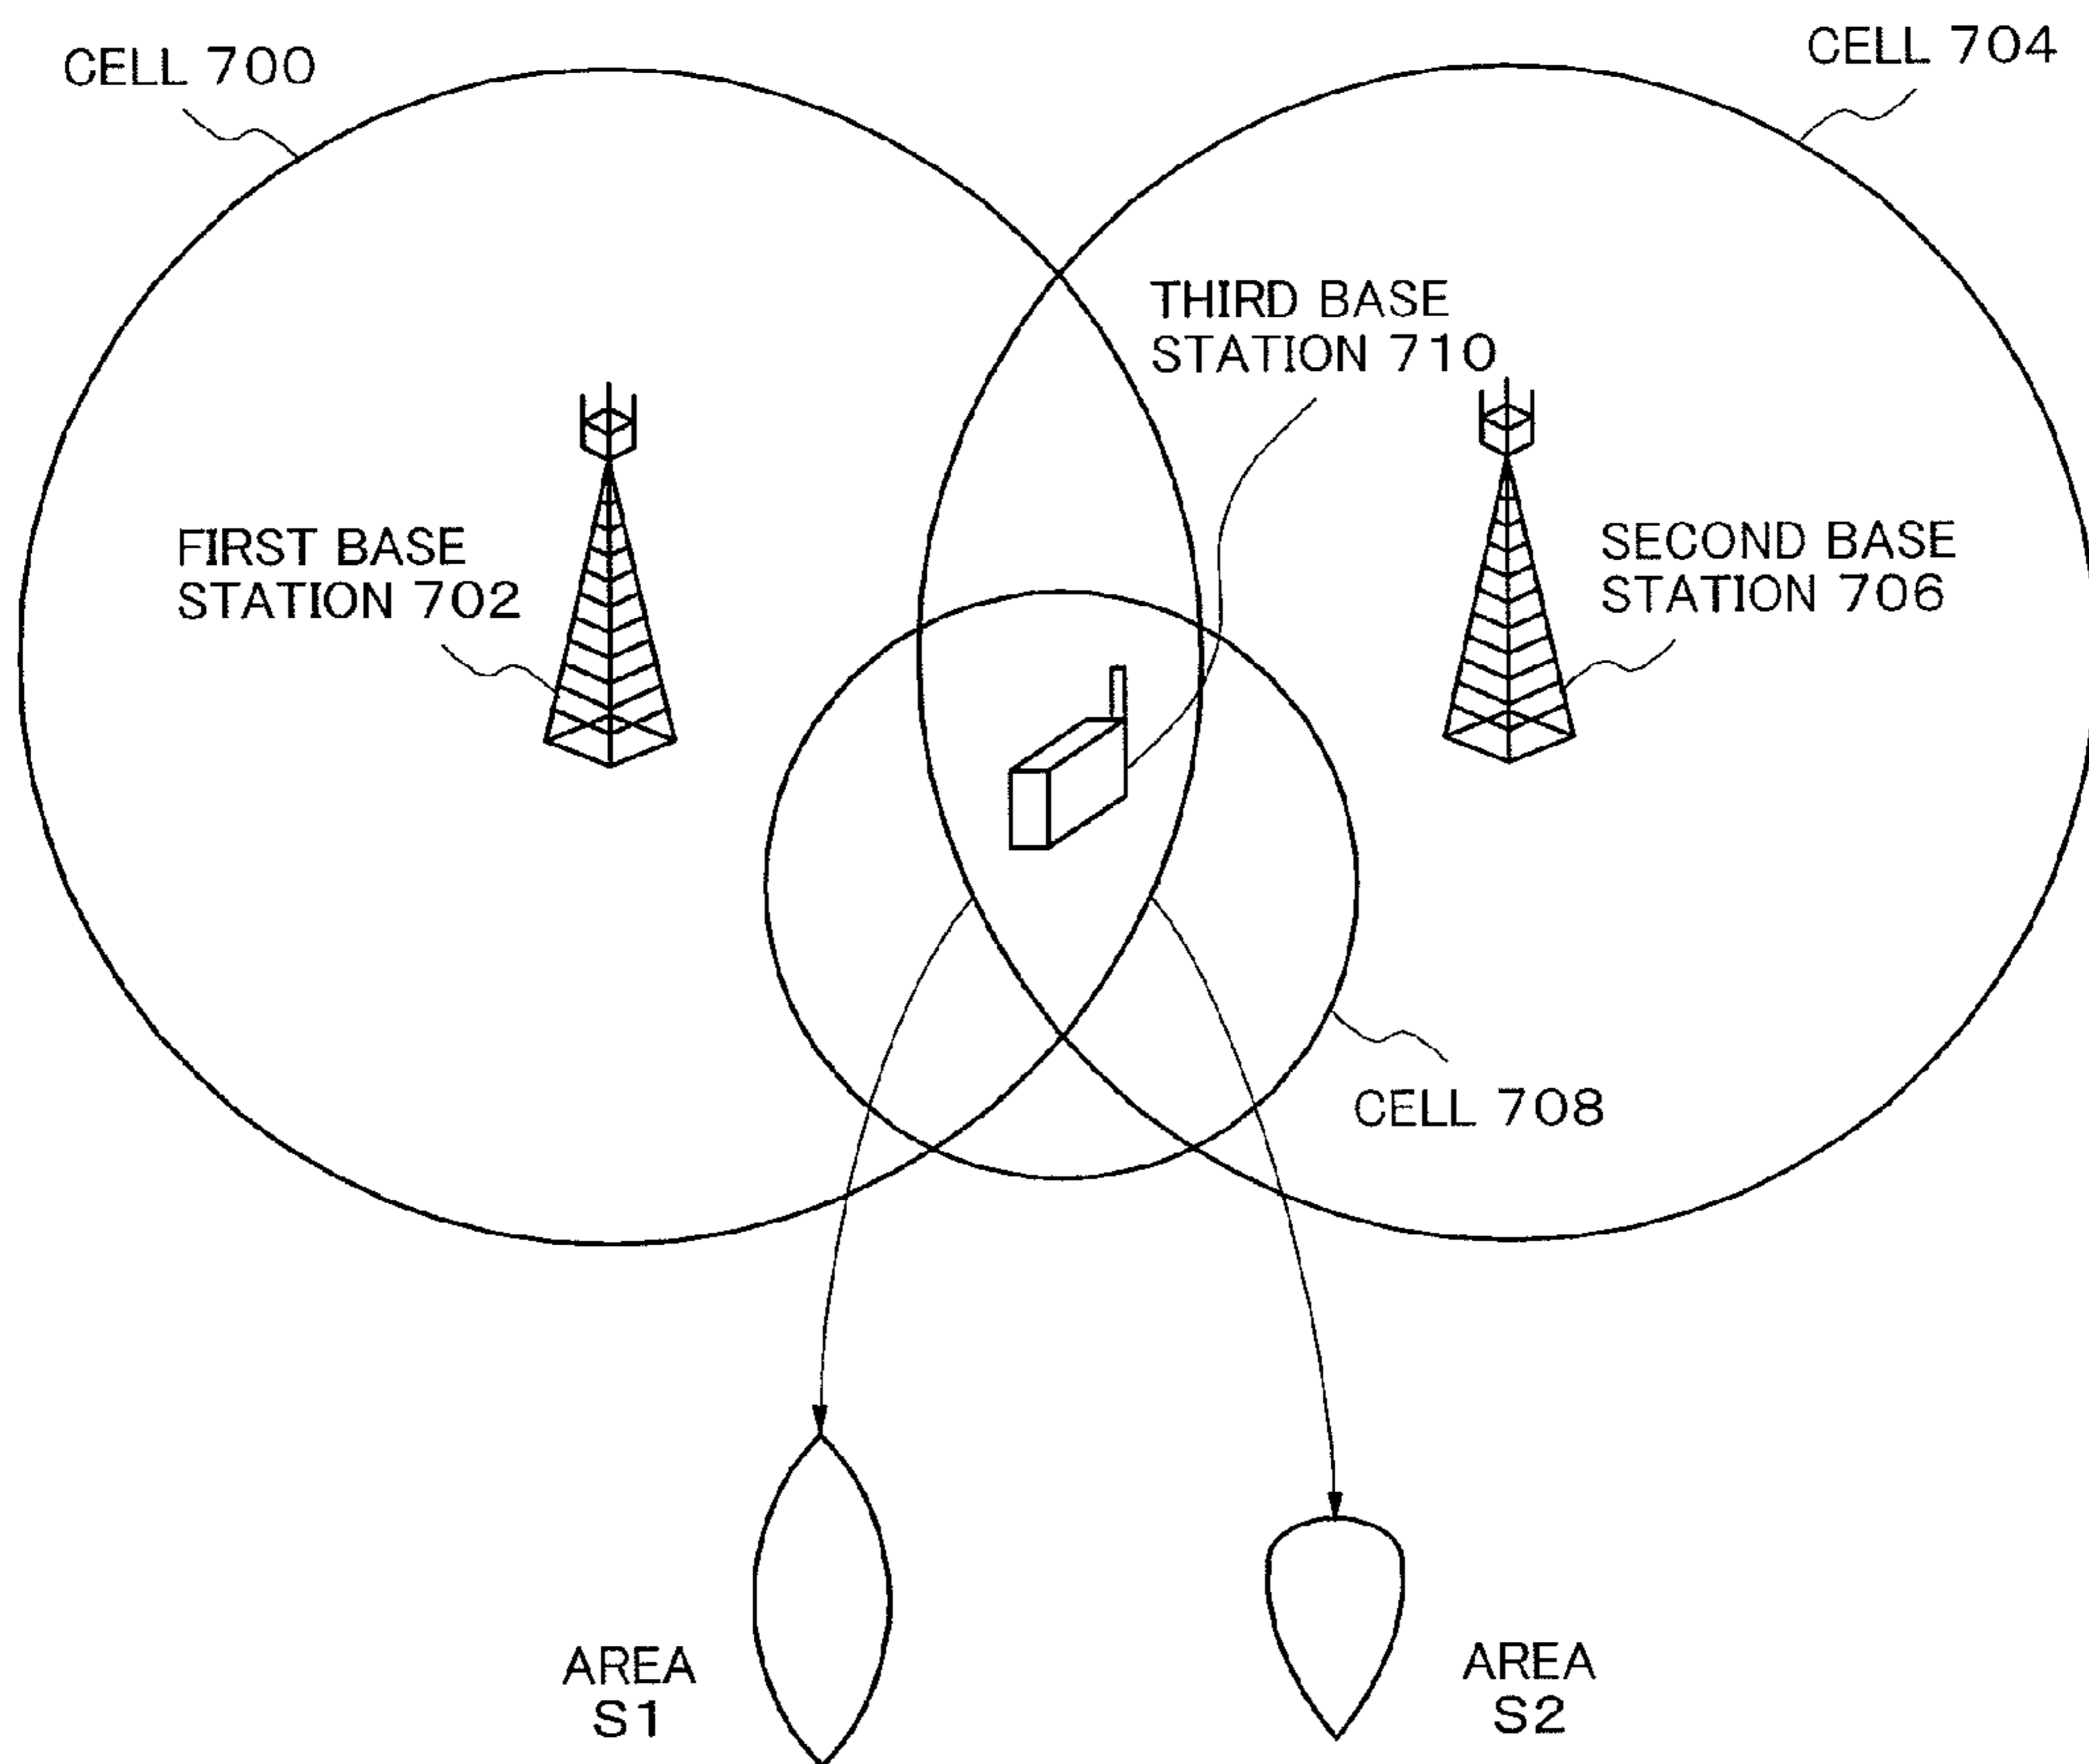 CELL 700
CELL 704
THIRD BASE
STATION 710
FIRST BASE
STATION 702
SECOND BASE
STATION 706
CELL 708
AREA
S1
AREA
S2